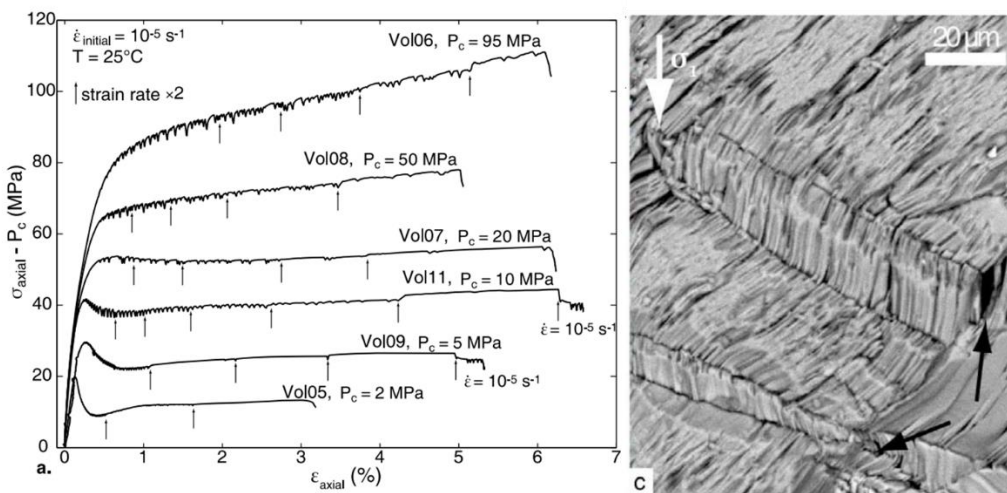 120
100
80
60
40
20
0
σaxial - Pc (MPa)
ε̇initial = 10-5 s-1
T = 25°C
strain rate ×2
Vol06, Pc = 95 MPa
Vol08, Pc = 50 MPa
Vol07, Pc = 20 MPa
Vol11, Pc = 10 MPa
ε̇ = 10-5 s-1
Vol09, Pc = 5 MPa
ε̇ = 10-5 s-1
Vol05, Pc = 2 MPa
0 1 2 3 4 5 6 7
εaxial (%)
a.
20 µm
σ1
c